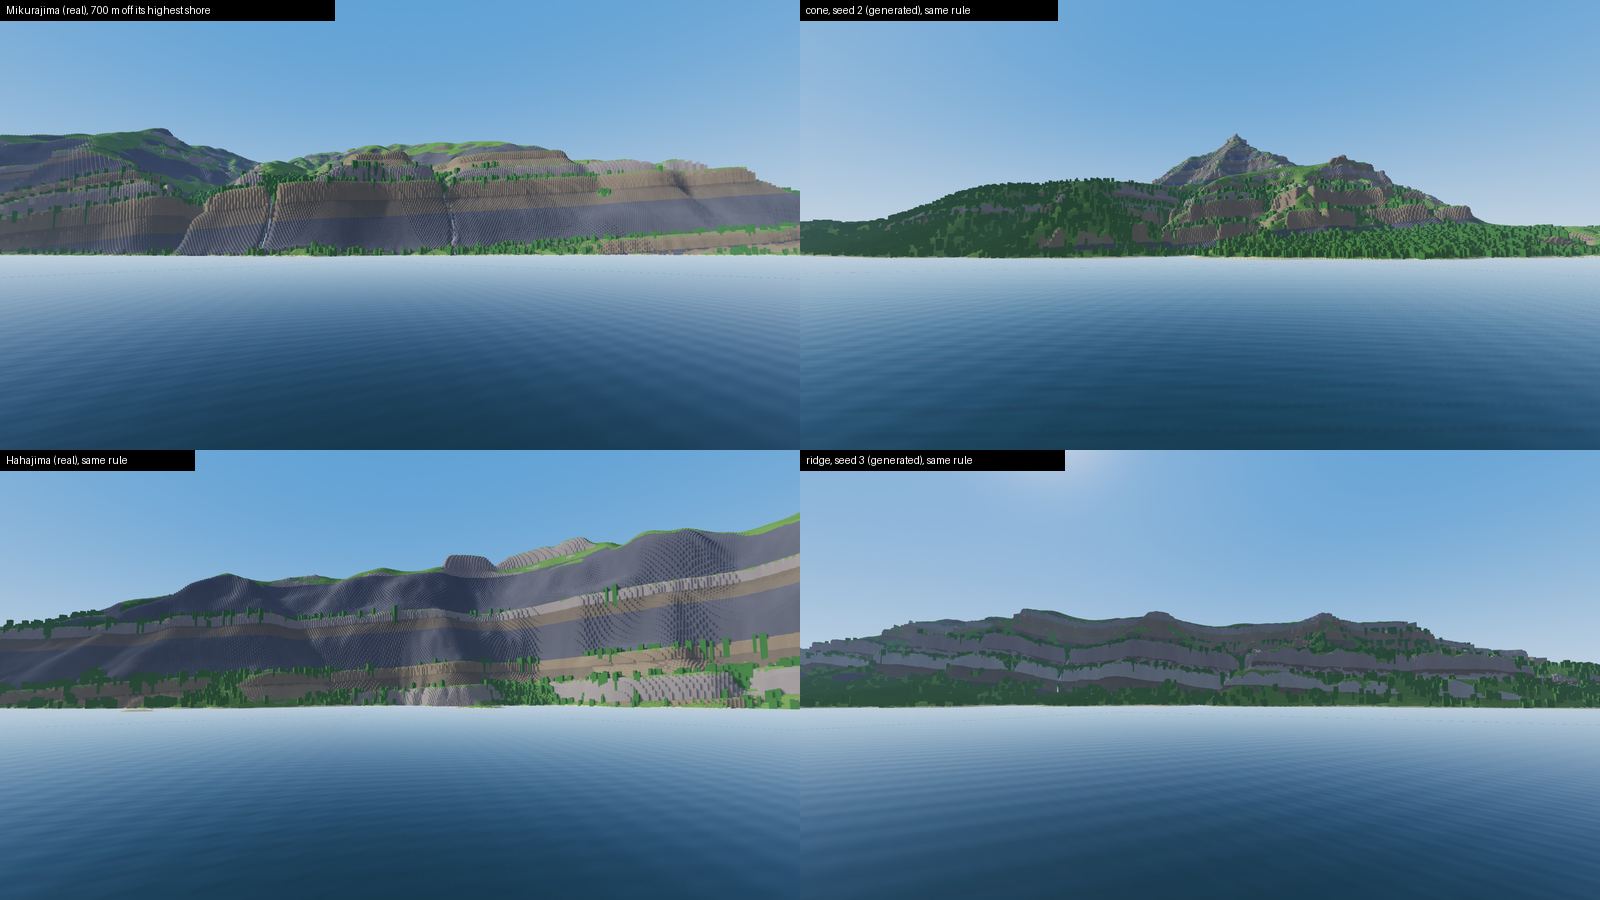 Mikurajima (real), 700 m off its highest shore
cone, seed 2 (generated), same rule
Hahajima (real), same rule
ridge, seed 3 (generated), same rule